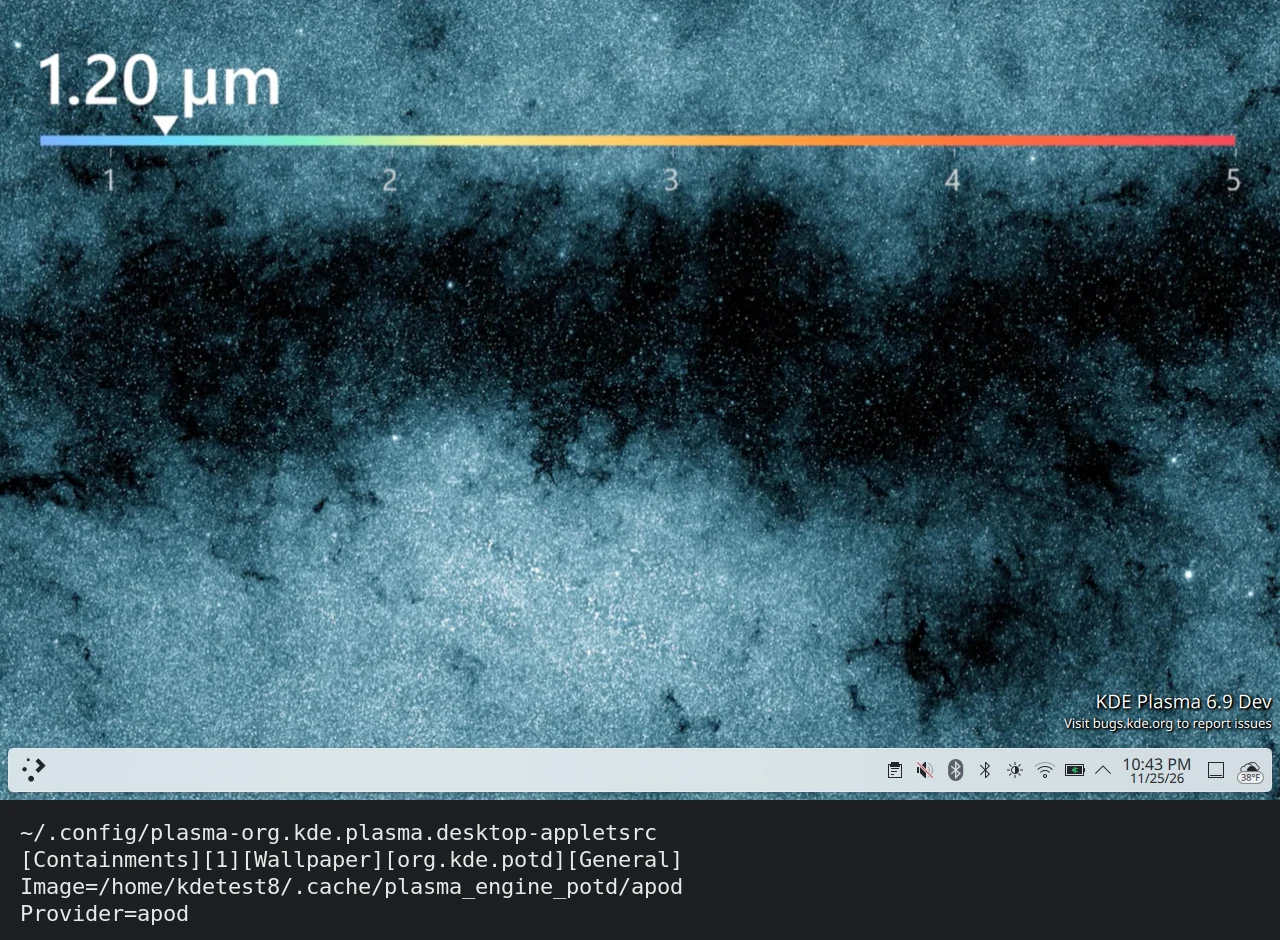 1.20 µm
1 2 3 4 5
KDE Plasma 6.9 Dev
Visit bugs.kde.org to report issues
10:43 PM
11/25/26
38°F
~/.config/plasma-org.kde.plasma.desktop-appletsrc
[Containments][1][Wallpaper][org.kde.potd][General]
Image=/home/kdetest8/.cache/plasma_engine_potd/apod
Provider=apod